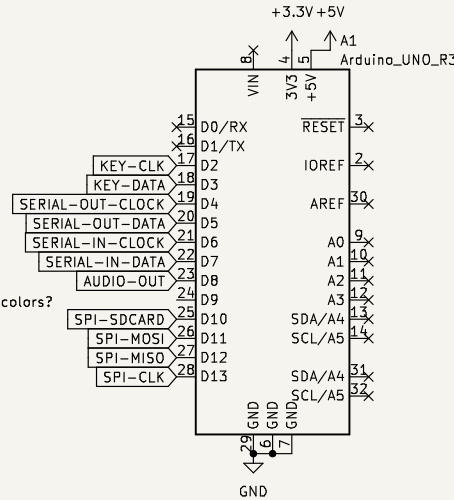 +3.3V +5V
A1
Arduino_UNO_R3
8 4 5
VIN 3V3 +5V
15 D0/RX RESET 3
16 D1/TX
KEY-CLK 17 D2 IOREF 2
KEY-DATA 18 D3
SERIAL-OUT-CLOCK 19 D4 AREF 30
SERIAL-OUT-DATA 20 D5
SERIAL-IN-CLOCK 21 D6 A0 9
SERIAL-IN-DATA 22 D7 A1 10
AUDIO-OUT 23 D8 A2 11
colors? 24 D9 A3 12
SPI-SDCARD 25 D10 SDA/A4 13
SPI-MOSI 26 D11 SCL/A5 14
SPI-MISO 27 D12
SPI-CLK 28 D13 SDA/A4 31
SCL/A5 32
GND GND GND
29 6 7
GND